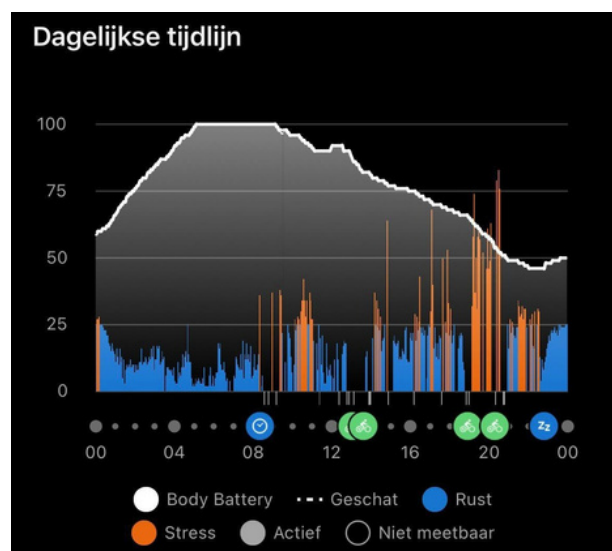 Dagelijkse tijdlijn
100
75
50
25
0
zz
00 04 08 12 16 20 00
Body Battery Geschat Rust
Stress Actief Niet meetbaar